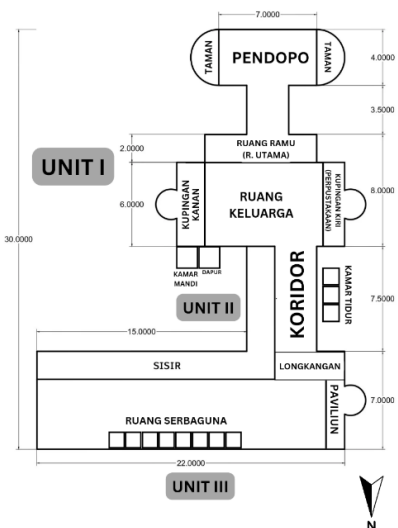 7.0000
TAMAN
PENDOPO
TAMAN
4.0000
3.5000
2.0000
RUANG RAMU
(R. UTAMA)
UNIT I
KUPINGAN
KANAN
RUANG
KELUARGA
KUPINGAN KIRI
(PERPUSTAKAAN)
6.0000
8.0000
30.0000
KAMAR
MANDI
DAPUR
UNIT II
KORIDOR
KAMAR TIDUR
7.5000
15.0000
SISIR
LONGKANGAN
RUANG SERBAGUNA
PAVILIUN
7.0000
22.0000
UNIT III
N